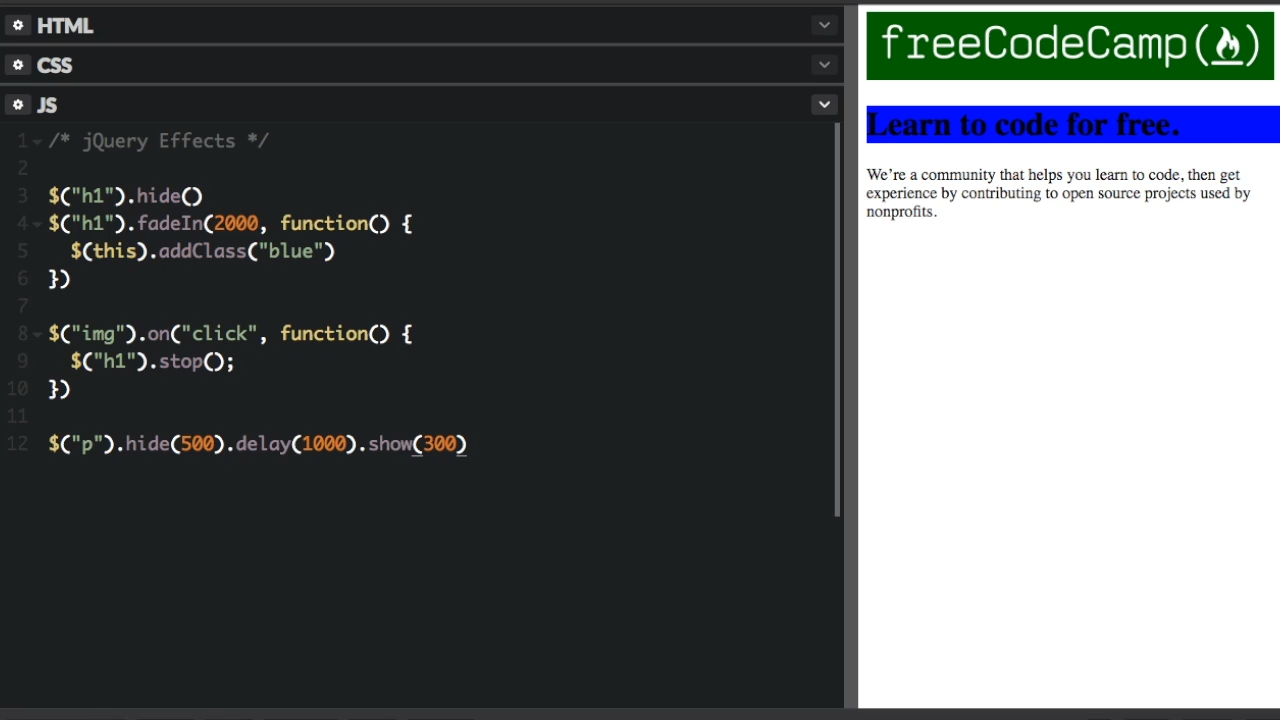 HTML
CSS
JS
1 /* jQuery Effects */
2
3 $("h1").hide()
4 $("h1").fadeIn(2000, function() {
5   $(this).addClass("blue")
6 })
7
8 $("img").on("click", function() {
9   $("h1").stop();
10 })
11
12 $("p").hide(500).delay(1000).show(300)
freeCodeCamp( )
Learn to code for free.
We’re a community that helps you learn to code, then get
experience by contributing to open source projects used by
nonprofits.